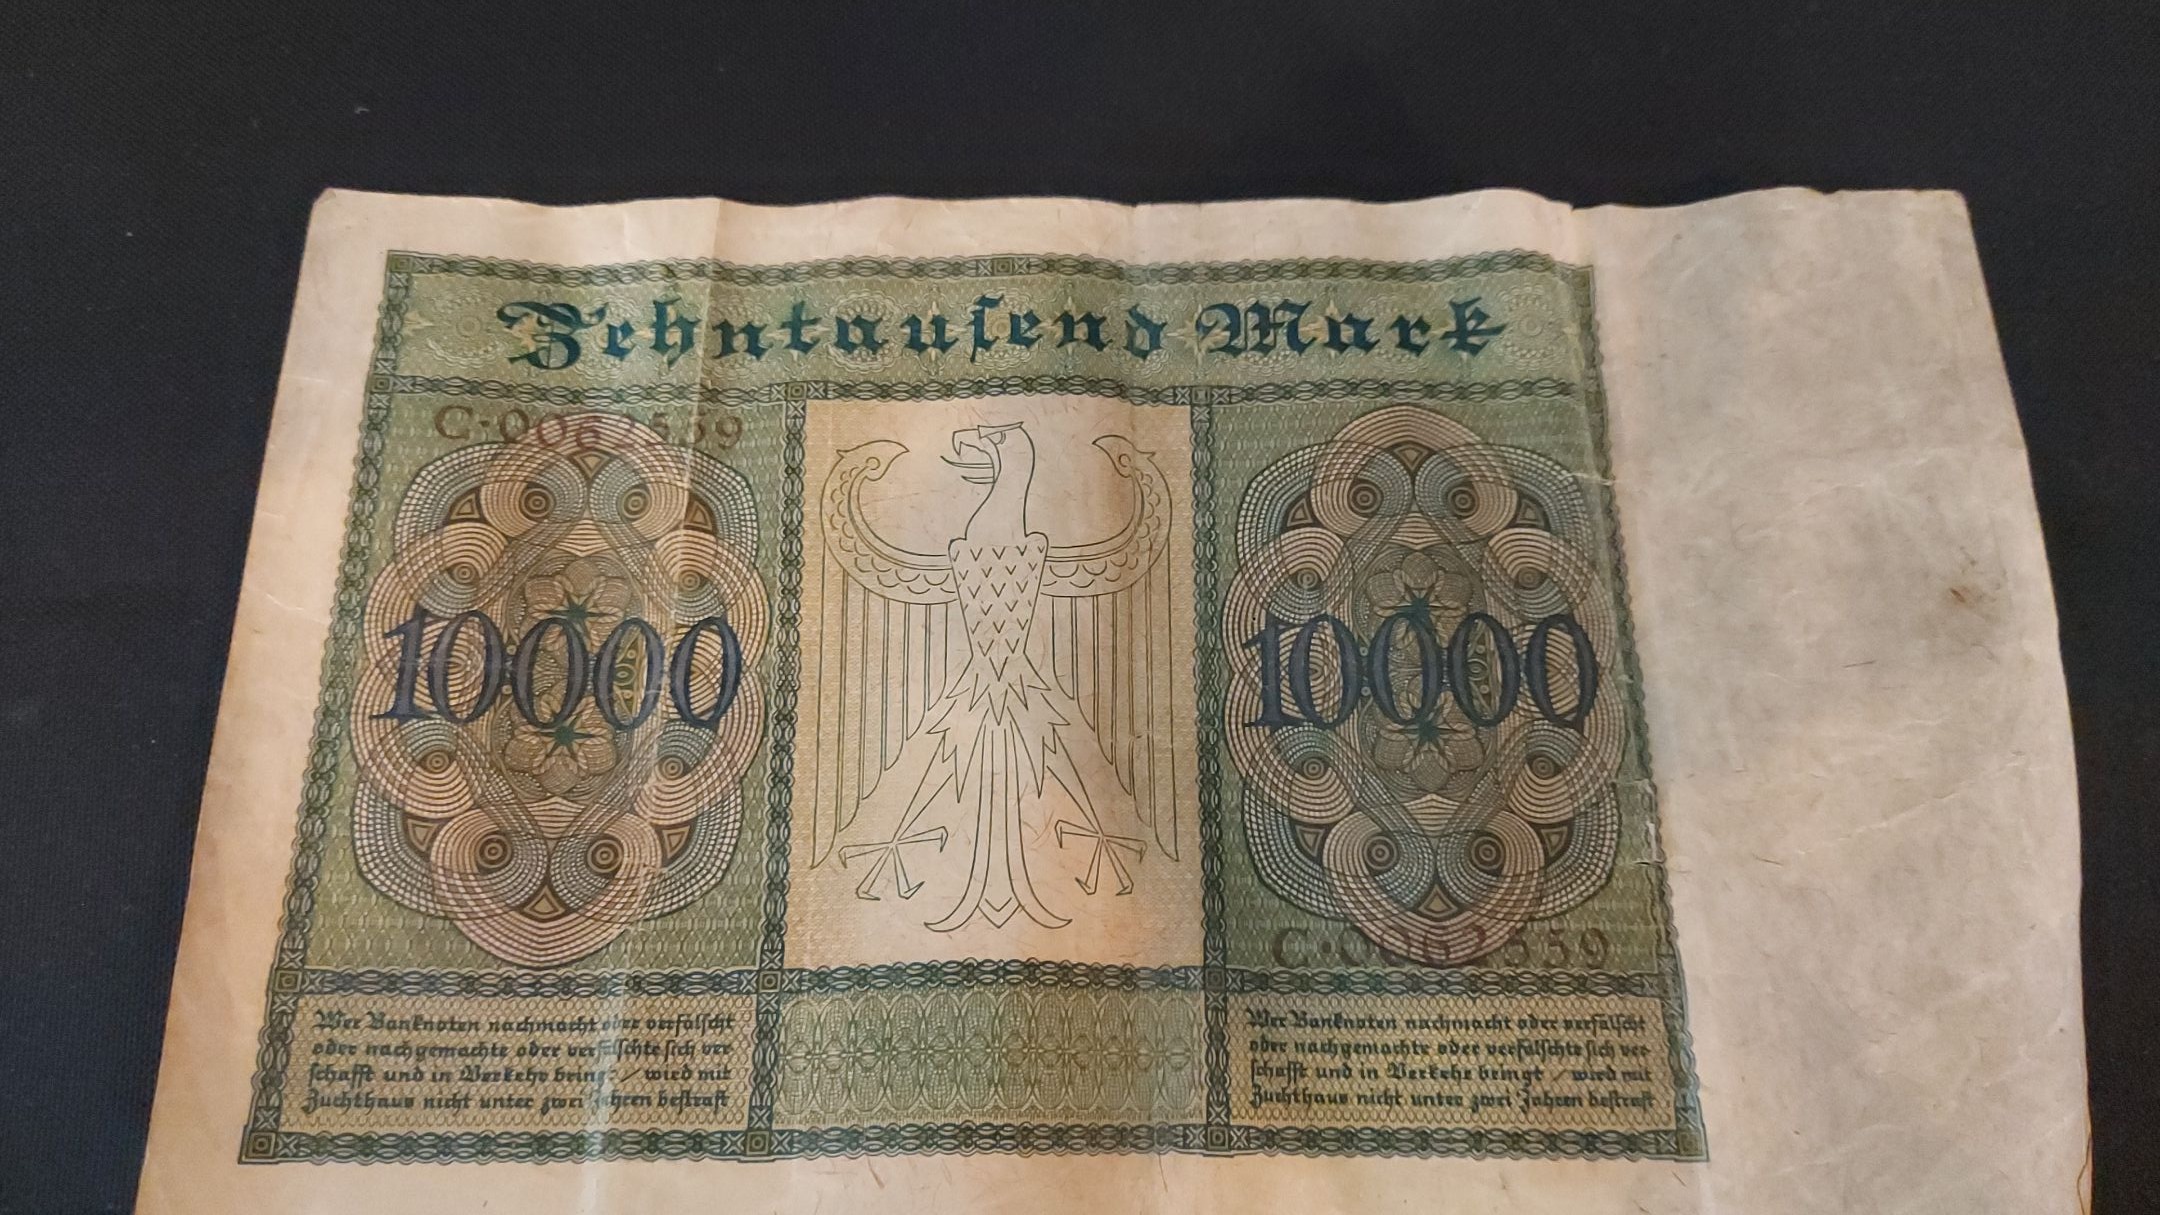 Zehntausend Mark
C·0062559
10000
10000
C·0062559
Wer Banknoten nachmacht oder verfälscht
oder nachgemachte oder verfälschte sich ver-
schafft und in Verkehr bringt / wird mit
Zuchthaus nicht unter zwei Jahren bestraft
Wer Banknoten nachmacht oder verfälscht
oder nachgemachte oder verfälschte sich ver-
schafft und in Verkehr bringt / wird mit
Zuchthaus nicht unter zwei Jahren bestraft